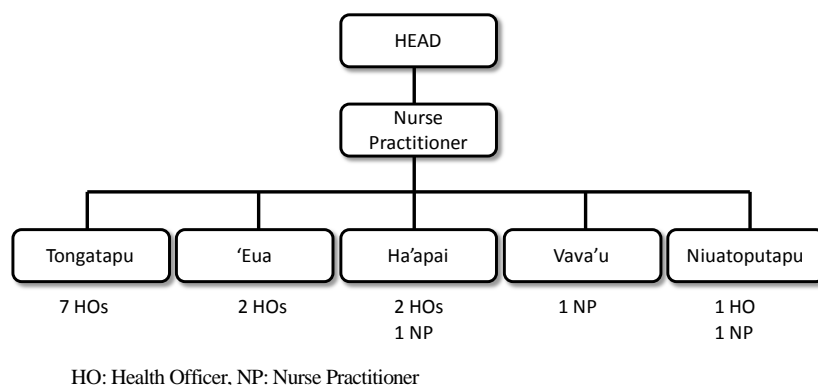 HEAD
Nurse
Practitioner
Tongatapu
‘Eua
Ha’apai
Vava’u
Niuatoputapu
7 HOs
2 HOs
2 HOs
1 NP
1 HO
1 NP
1 NP
HO: Health Officer, NP: Nurse Practitioner